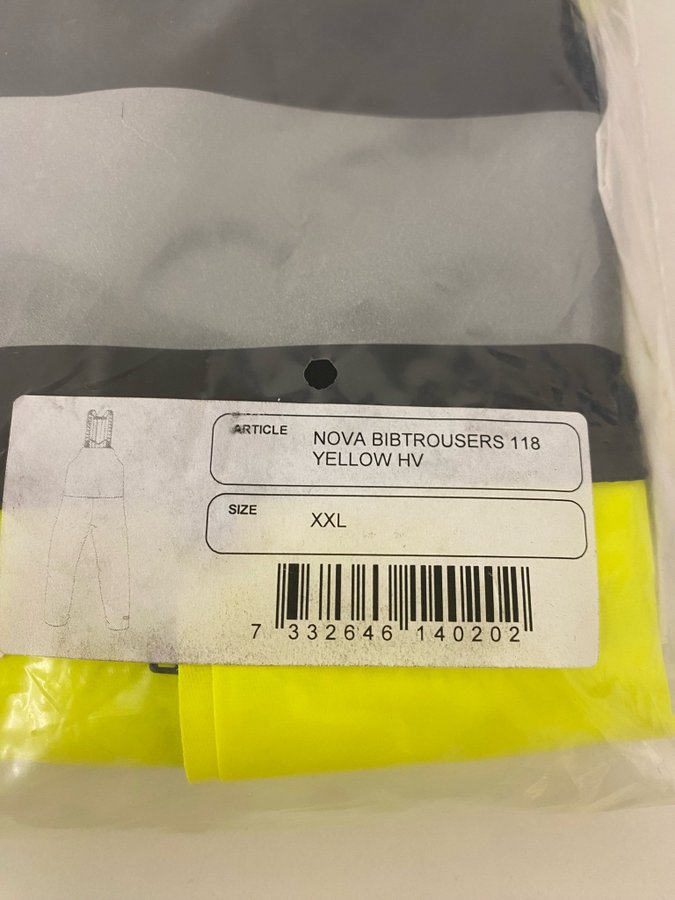 ARTICLE
NOVA BIBTROUSERS 118
YELLOW HV
SIZE
XXL
7 332646 140202